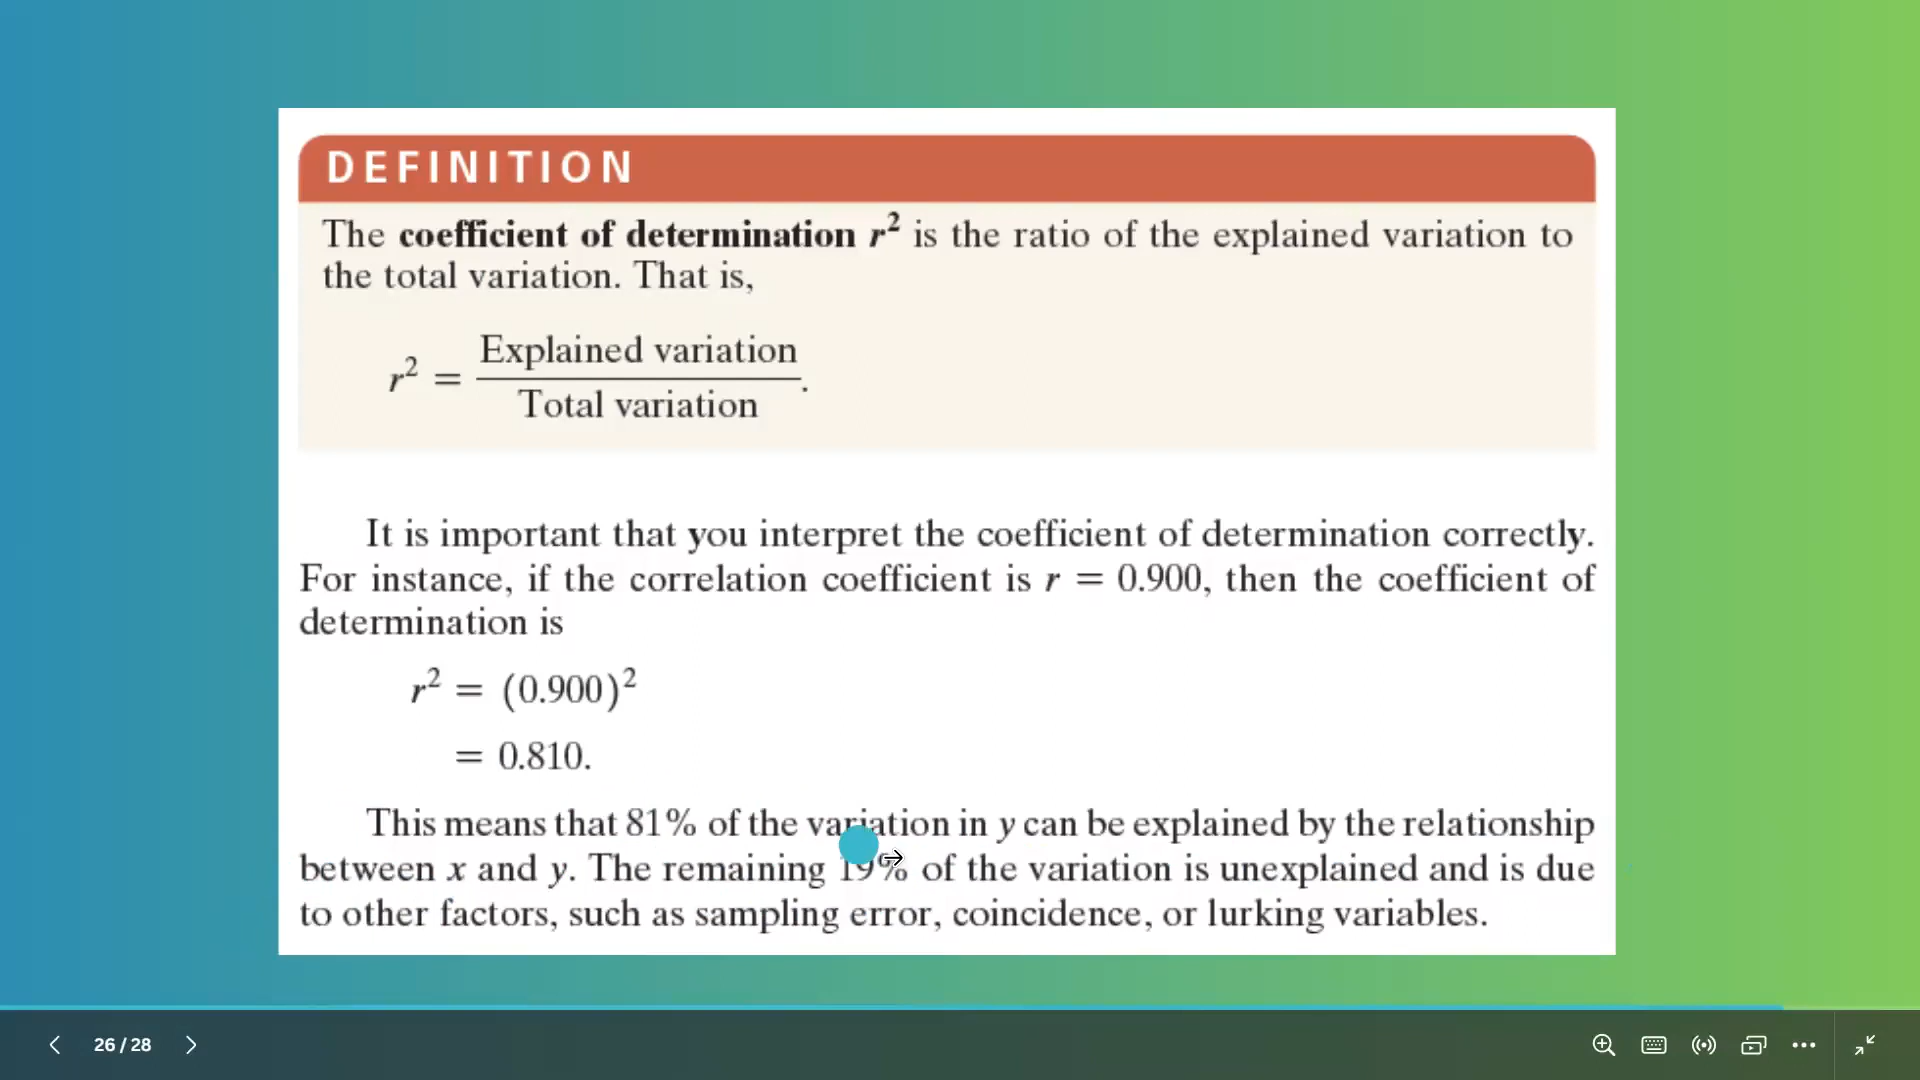 DEFINITION
The coefficient of determination r² is the ratio of the explained variation to
the total variation. That is,
r² = Explained variation / Total variation.
It is important that you interpret the coefficient of determination correctly.
For instance, if the correlation coefficient is r = 0.900, then the coefficient of
determination is
r² = (0.900)²
= 0.810.
This means that 81% of the variation in y can be explained by the relationship
between x and y. The remaining 19% of the variation is unexplained and is due
to other factors, such as sampling error, coincidence, or lurking variables.
26 / 28